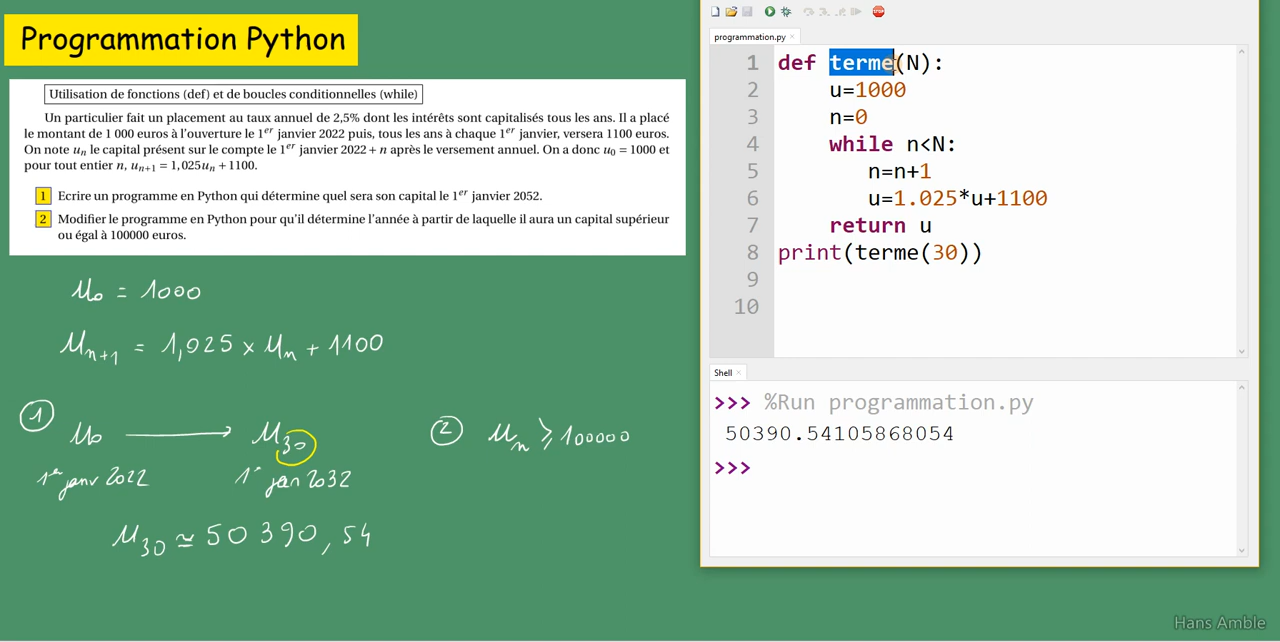 Programmation Python
Utilisation de fonctions (def) et de boucles conditionnelles (while)
Un particulier fait un placement au taux annuel de 2,5% dont les intérêts sont capitalisés tous les ans. Il a placé
le montant de 1 000 euros à l'ouverture le 1er janvier 2022 puis, tous les ans à chaque 1er janvier, versera 1100 euros.
On note un le capital présent sur le compte le 1er janvier 2022 + n après le versement annuel. On a donc u0 = 1000 et
pour tout entier n, un+1 = 1,025un + 1100.
1 Ecrire un programme en Python qui détermine quel sera son capital le 1er janvier 2052.
2 Modifier le programme en Python pour qu'il détermine l'année à partir de laquelle il aura un capital supérieur
ou égal à 100000 euros.
u0 = 1000
un+1 = 1,025 × un + 1100
1
u0 → u30
1er janv 2022 1er jan 2032
u30 ≃ 50 390,54
2 un ⩾ 100000
programmation.py ×
1 def terme(N):
2 u=1000
3 n=0
4 while n<N:
5 n=n+1
6 u=1.025*u+1100
7 return u
8 print(terme(30))
9
10
Shell ×
>>> %Run programmation.py
50390.54105868054
>>>
Hans Amble